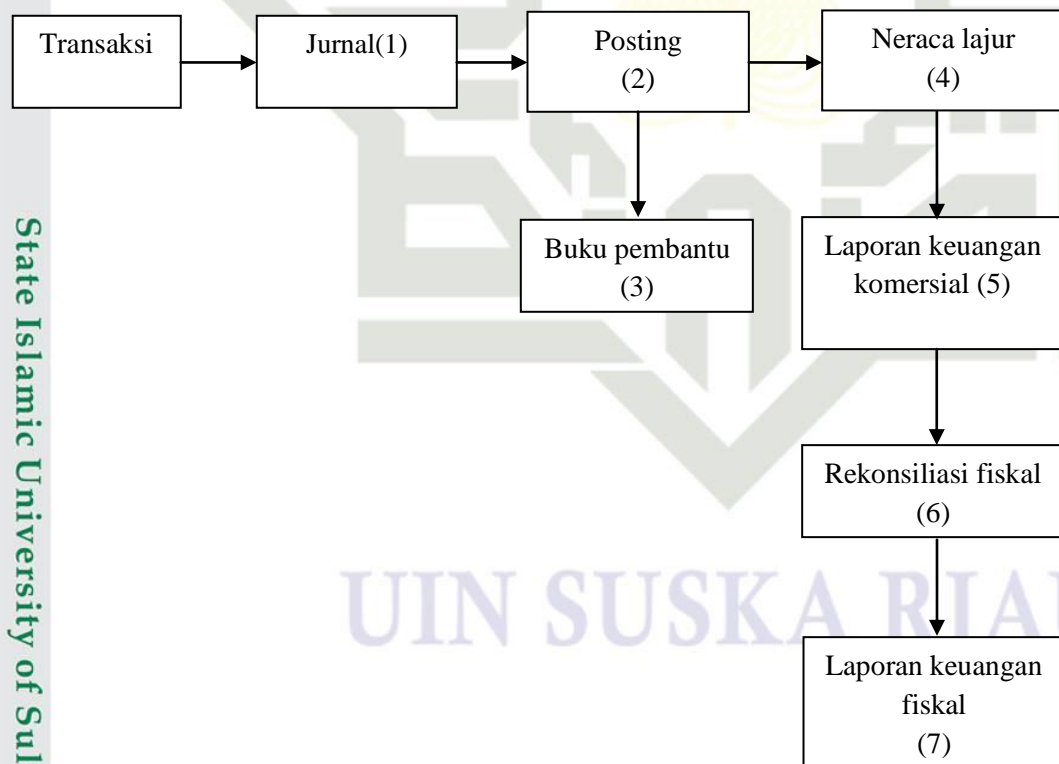 Transaksi
Jurnal(1)
Posting
(2)
Neraca lajur
(4)
Buku pembantu
(3)
Laporan keuangan
komersial (5)
Rekonsiliasi fiskal
(6)
Laporan keuangan
fiskal
(7)
State Islamic University of Sul
UIN SUSKA RIAU